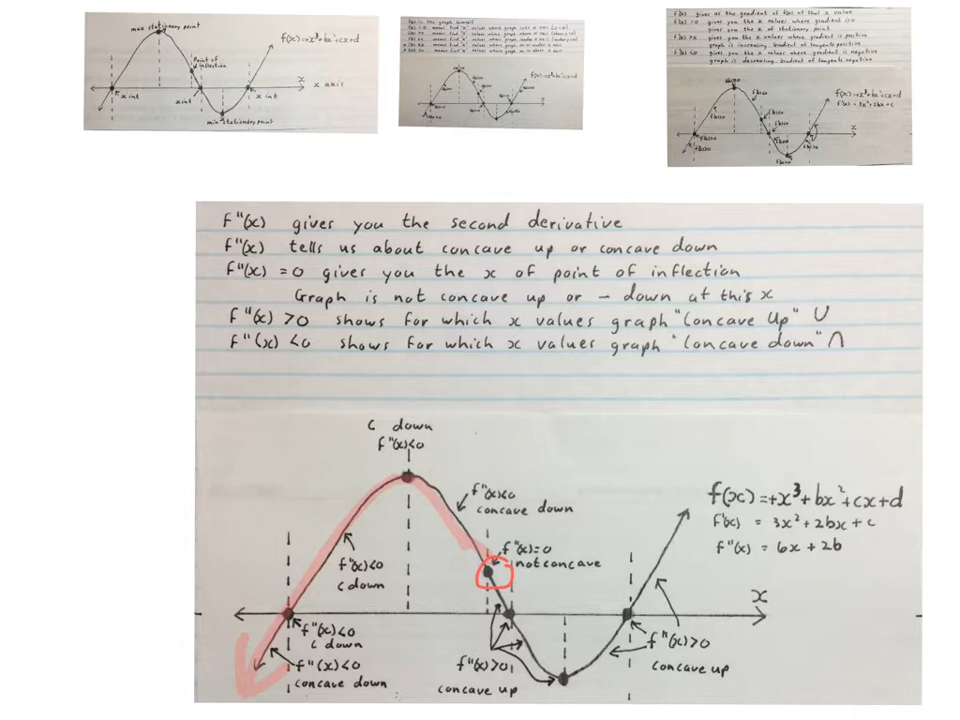 max stationary point
f(x)=+x³+bx²+cx+d
Point of
inflection
x
x axis
x int
x int
x int
min stationary point
f(x)=+x³+bx²+cx+d
x
f'(x) gives us the gradient of f(x) at that x value
f'(x)=0 gives you the x values where gradient is=0
gives you the x of stationary point
f'(x)>0 gives you the x values where gradient is positive
graph is increasing. Gradient of tangents positive
f'(x)<0 gives you the x values where gradient is negative
graph is decreasing. Gradient of tangents negative
f(x)=+x³+bx²+cx+d
f'(x) = 3x²+2bx+c
x
f''(x) gives you the second derivative
f''(x) tells us about concave up or concave down
f''(x) =0 gives you the x of point of inflection
Graph is not concave up or - down at this x
f''(x) >0 shows for which x values graph "Concave Up" ∪
f''(x) <0 shows for which x values graph "Concave down" ∩
C down
f''(x)<0
f''(x)<0
concave down
f''(x)=0
not concave
f''(x)<0
C down
f(x)=+x³+bx²+cx+d
f'(x) = 3x²+2bx+c
f''(x) = 6x+2b
x
f''(x)<0
C down
f''(x)<0
concave down
f''(x)>0
concave up
f''(x)>0
concave up